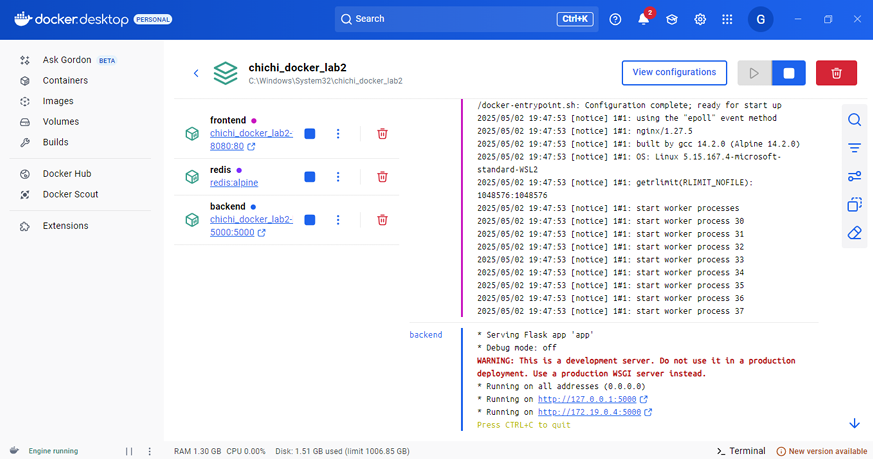 docker.desktop PERSONAL
Search
Ctrl+K
2
G
Ask Gordon BETA
Containers
Images
Volumes
Builds
Docker Hub
Docker Scout
Extensions
chichi_docker_lab2
C:\Windows\System32\chichi_docker_lab2
View configurations
frontend
chichi_docker_lab2-
8080:80
redis
redis:alpine
backend
chichi_docker_lab2-
5000:5000
/docker-entrypoint.sh: Configuration complete; ready for start up
2025/05/02 19:47:53 [notice] 1#1: using the "epoll" event method
2025/05/02 19:47:53 [notice] 1#1: nginx/1.27.5
2025/05/02 19:47:53 [notice] 1#1: built by gcc 14.2.0 (Alpine 14.2.0)
2025/05/02 19:47:53 [notice] 1#1: OS: Linux 5.15.167.4-microsoft-
standard-WSL2
2025/05/02 19:47:53 [notice] 1#1: getrlimit(RLIMIT_NOFILE):
1048576:1048576
2025/05/02 19:47:53 [notice] 1#1: start worker processes
2025/05/02 19:47:53 [notice] 1#1: start worker process 30
2025/05/02 19:47:53 [notice] 1#1: start worker process 31
2025/05/02 19:47:53 [notice] 1#1: start worker process 32
2025/05/02 19:47:53 [notice] 1#1: start worker process 33
2025/05/02 19:47:53 [notice] 1#1: start worker process 34
2025/05/02 19:47:53 [notice] 1#1: start worker process 35
2025/05/02 19:47:53 [notice] 1#1: start worker process 36
2025/05/02 19:47:53 [notice] 1#1: start worker process 37
backend
* Serving Flask app 'app'
* Debug mode: off
WARNING: This is a development server. Do not use it in a production
deployment. Use a production WSGI server instead.
* Running on all addresses (0.0.0.0)
* Running on http://127.0.0.1:5000
* Running on http://172.19.0.4:5000
Press CTRL+C to quit
Engine running
RAM 1.30 GB CPU 0.00% Disk: 1.51 GB used (limit 1006.85 GB)
Terminal
New version available